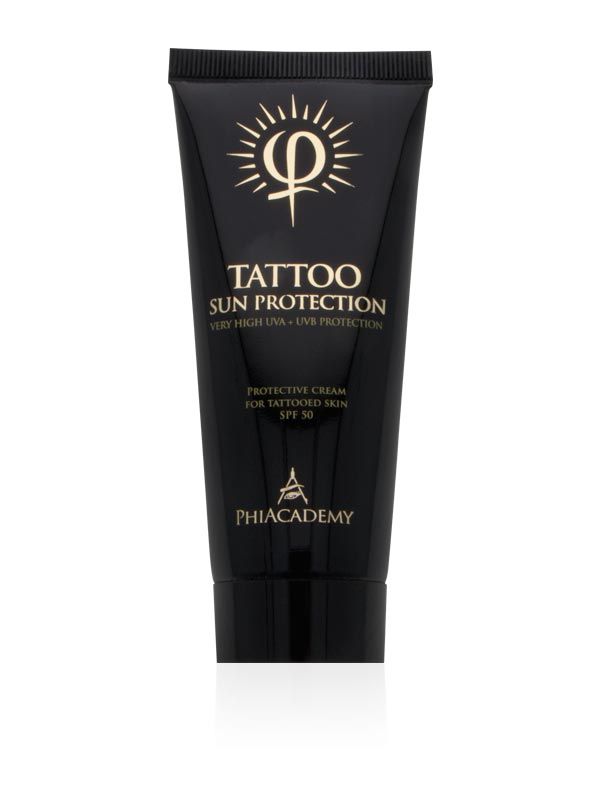 φ
TATTOO
SUN PROTECTION
VERY HIGH UVA + UVB PROTECTION
PROTECTIVE CREAM
FOR TATTOOED SKIN
SPF 50
PHIACADEMY